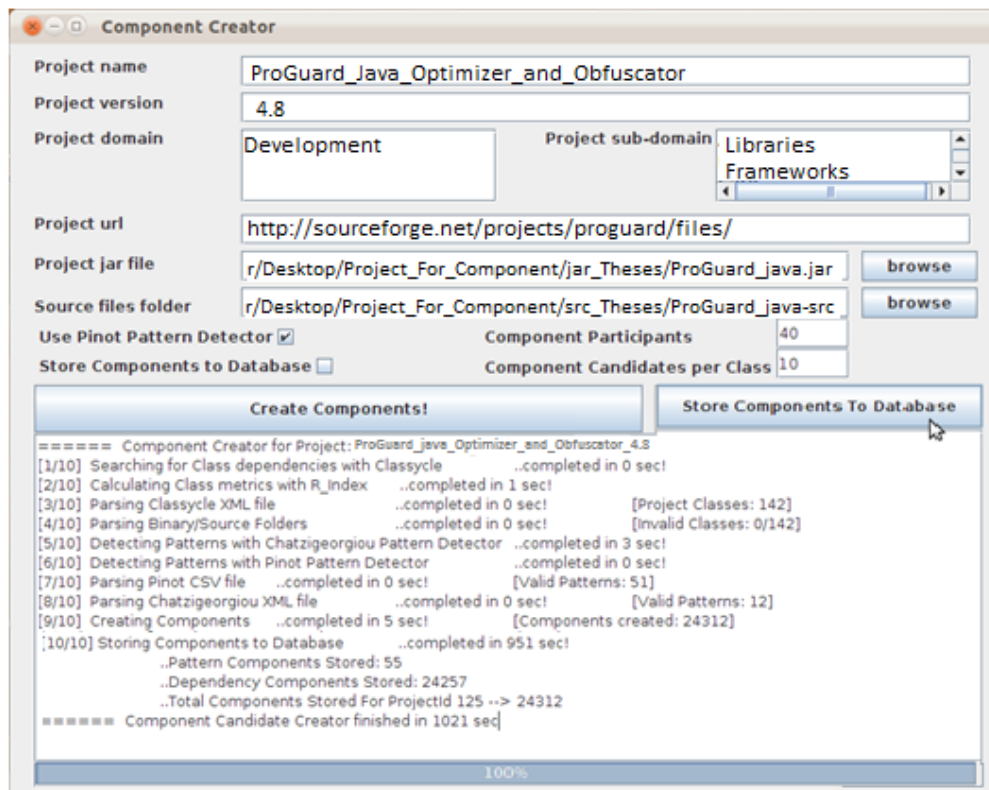 Component Creator
Project name ProGuard_Java_Optimizer_and_Obfuscator
Project version 4.8
Project domain Development Project sub-domain Libraries
Frameworks
Project url http://sourceforge.net/projects/proguard/files/
Project jar file r/Desktop/Project_For_Component/jar_Theses/ProGuard_java.jar browse
Source files folder r/Desktop/Project_For_Component/src_Theses/ProGuard_java-src browse
Use Pinot Pattern Detector Component Participants 40
Store Components to Database Component Candidates per Class 10
Create Components! Store Components To Database
====== Component Creator for Project: ProGuard_java_Optimizer_and_Obfuscator_4.8
[1/10] Searching for Class dependencies with Classycle ..completed in 0 sec!
[2/10] Calculating Class metrics with R_Index ..completed in 1 sec!
[3/10] Parsing Classycle XML file ..completed in 0 sec! [Project Classes: 142]
[4/10] Parsing Binary/Source Folders ..completed in 0 sec! [Invalid Classes: 0/142]
[5/10] Detecting Patterns with Chatzigeorgiou Pattern Detector ..completed in 3 sec!
[6/10] Detecting Patterns with Pinot Pattern Detector ..completed in 0 sec!
[7/10] Parsing Pinot CSV file ..completed in 0 sec! [Valid Patterns: 51]
[8/10] Parsing Chatzigeorgiou XML file ..completed in 0 sec! [Valid Patterns: 12]
[9/10] Creating Components ..completed in 5 sec! [Components created: 24312]
[10/10] Storing Components to Database ..completed in 951 sec!
..Pattern Components Stored: 55
..Dependency Components Stored: 24257
..Total Components Stored For ProjectId 125 --> 24312
====== Component Candidate Creator finished in 1021 sec
100%